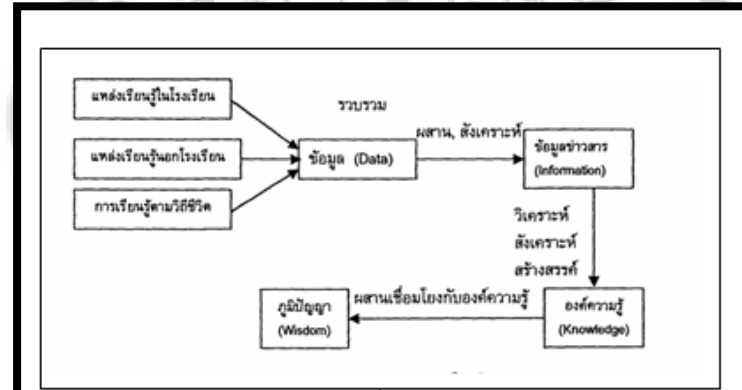 แหล่งเรียนรู้ในโรงเรียน
รวบรวม
แหล่งเรียนรู้นอกโรงเรียน
ข้อมูล (Data)
ผสาน, สังเคราะห์
ข้อมูลข่าวสาร
(Information)
การเรียนรู้ตามวิถีชีวิต
วิเคราะห์
สังเคราะห์
สร้างสรรค์
ภูมิปัญญา
(Wisdom)
ผสานเชื่อมโยงกับองค์ความรู้
องค์ความรู้
(Knowledge)